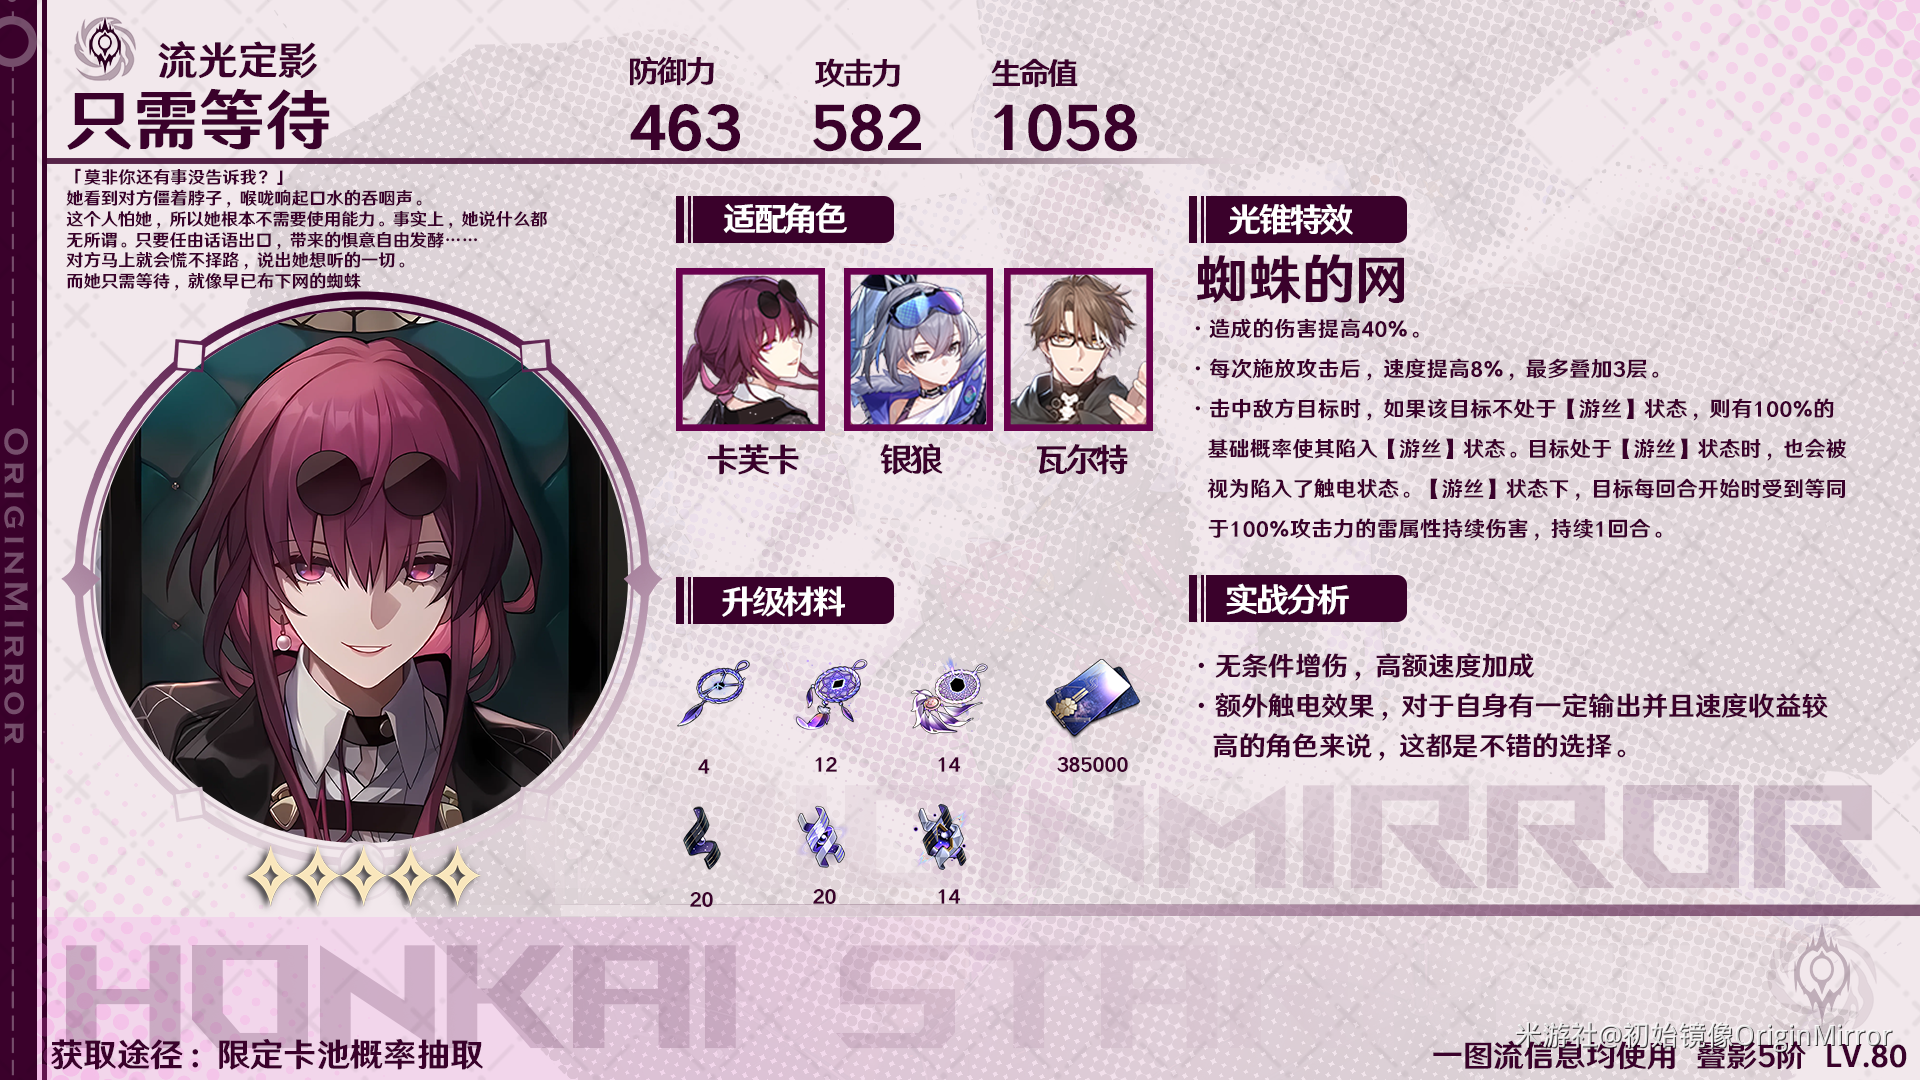 流光定影
只需等待
防御力
463
攻击力
582
生命值
1058
「莫非你还有事没告诉我？」
她看到对方僵着脖子，喉咙响起口水的吞咽声。
这个人怕她，所以她根本不需要使用能力。事实上，她说什么都
无所谓。只要任由话语出口，带来的惧意自由发酵……
对方马上就会慌不择路，说出她想听的一切。
而她只需等待，就像早已布下网的蜘蛛
适配角色
卡芙卡
银狼
瓦尔特
升级材料
4
12
14
385000
20
20
14
光锥特效
蜘蛛的网
·造成的伤害提高40%。
·每次施放攻击后，速度提高8%，最多叠加3层。
·击中敌方目标时，如果该目标不处于【游丝】状态，则有100%的
基础概率使其陷入【游丝】状态。目标处于【游丝】状态时，也会被
视为陷入了触电状态。【游丝】状态下，目标每回合开始时受到等同
于100%攻击力的雷属性持续伤害，持续1回合。
实战分析
·无条件增伤，高额速度加成
·额外触电效果，对于自身有一定输出并且速度收益较
高的角色来说，这都是不错的选择。
ORIGINMIRROR
MIRROR
HONKAI STA
获取途径：限定卡池概率抽取
米游社@初始镜像OriginMirror
一图流信息均使用 叠影5阶 LV.80